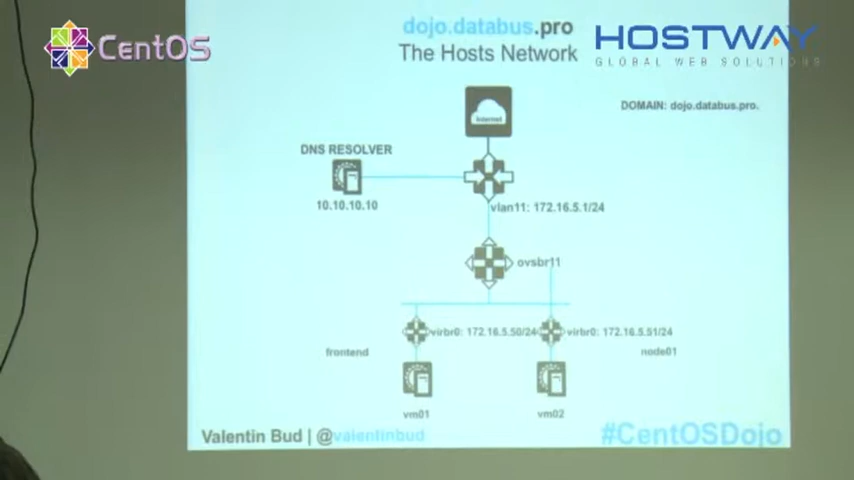 CentOS
HOSTWAY
GLOBAL WEB SOLUTIONS
dojo.databus.pro
The Hosts Network
Internet
DOMAIN: dojo.databus.pro.
DNS RESOLVER
10.10.10.10
vlan11: 172.16.5.1/24
ovsbr11
virbr0: 172.16.5.50/24
virbr0: 172.16.5.51/24
frontend
node01
vm01
vm02
Valentin Bud | @valentinbud
#CentOSDojo